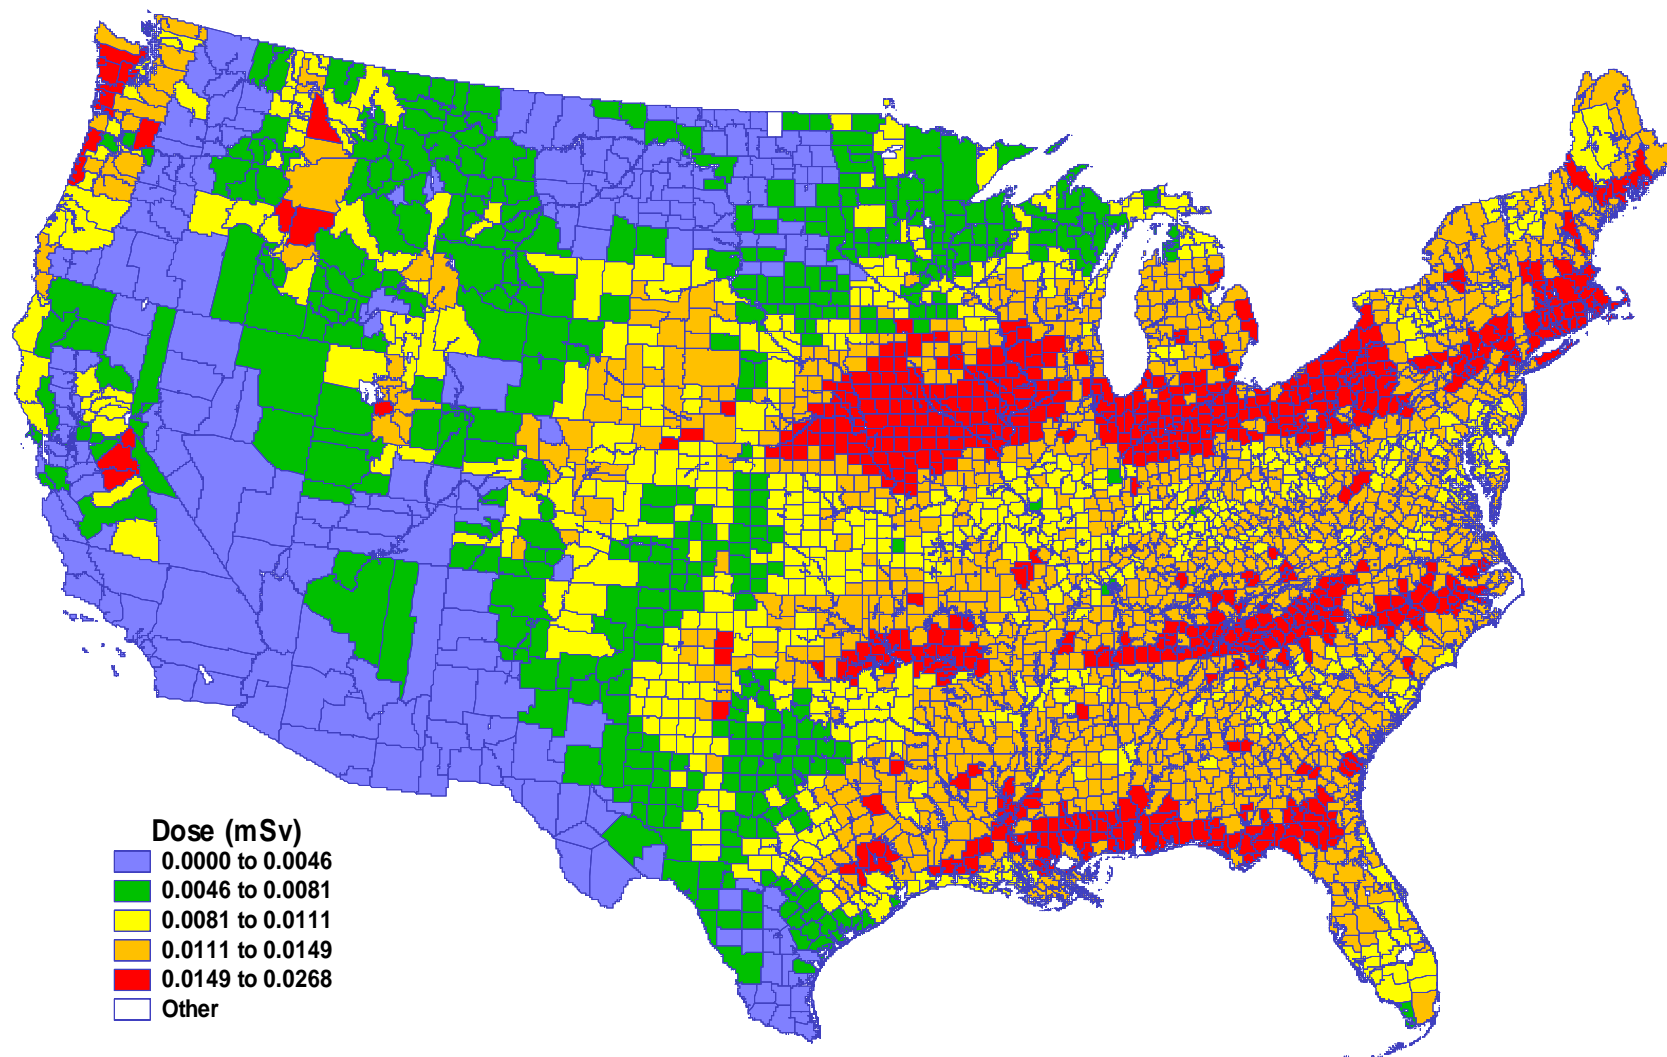 Dose (mSv)
0.0000 to 0.0046
0.0046 to 0.0081
0.0081 to 0.0111
0.0111 to 0.0149
0.0149 to 0.0268
Other